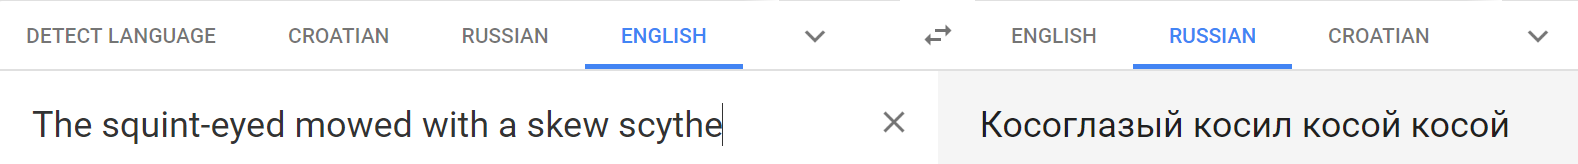 DETECT LANGUAGE CROATIAN RUSSIAN ENGLISH ENGLISH RUSSIAN CROATIAN
The squint-eyed mowed with a skew scythe
Косоглазый косил косой косой